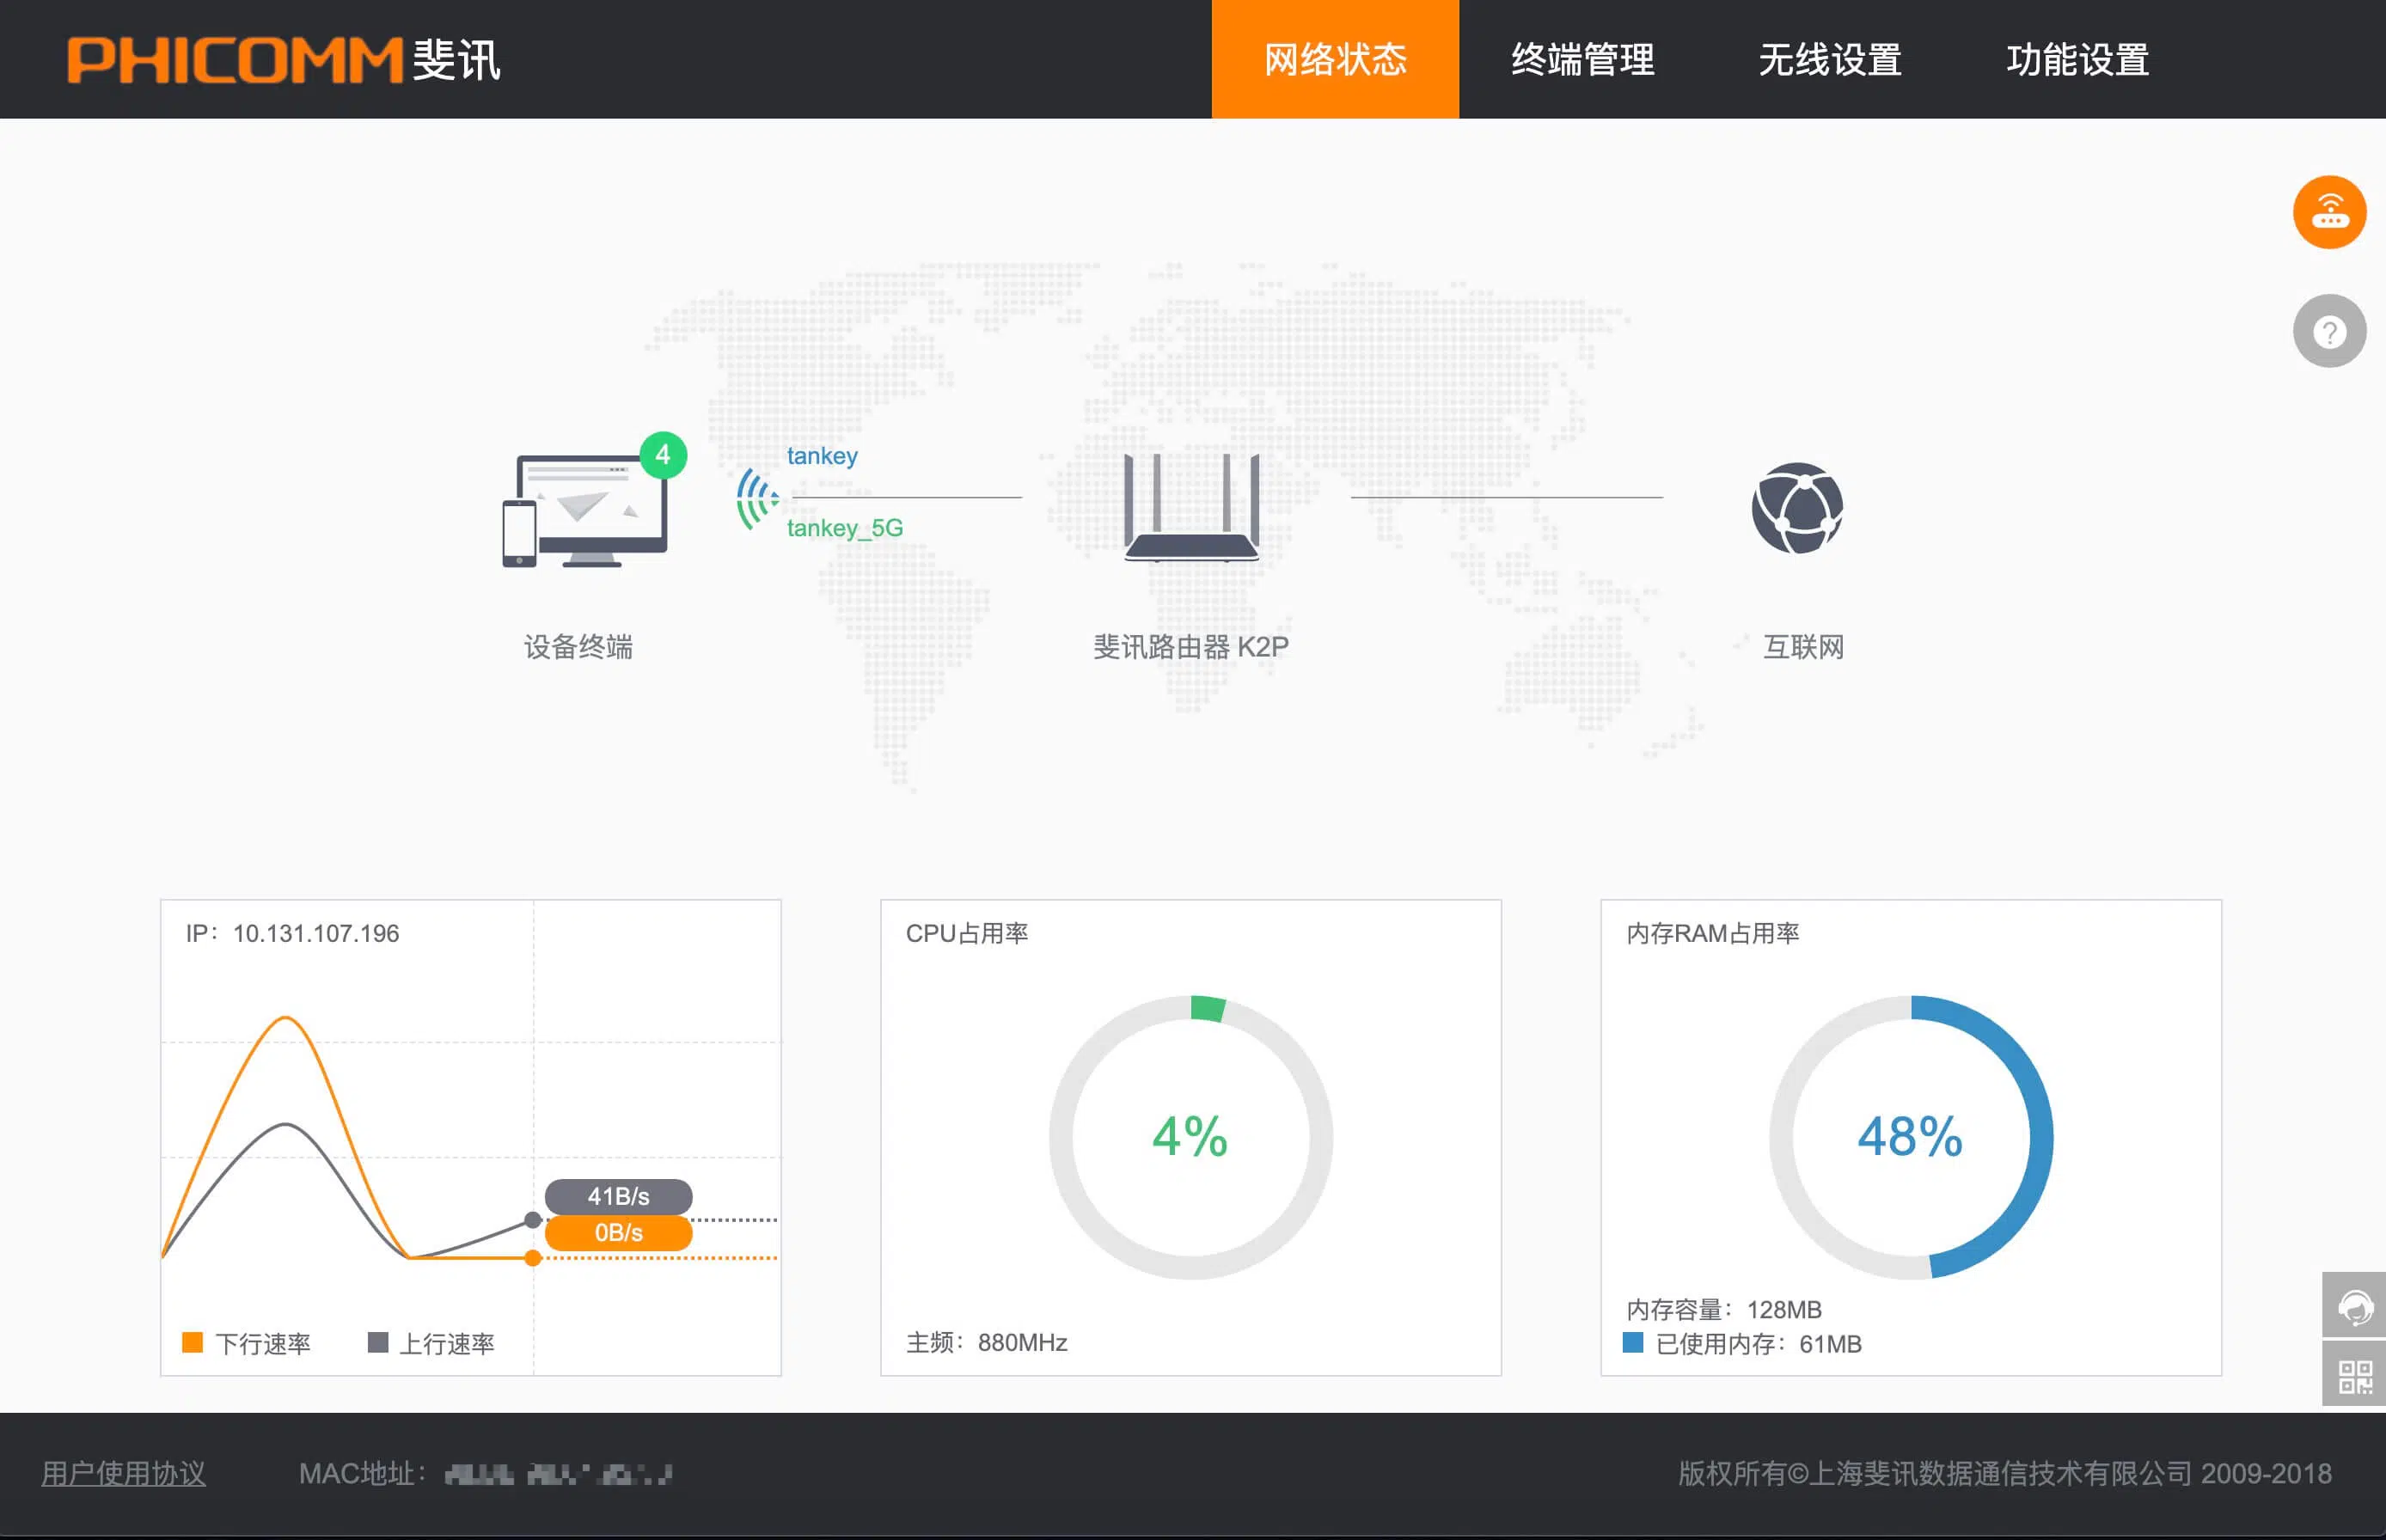 PHICOMM 斐讯
网络状态
终端管理
无线设置
功能设置
4
tankey
tankey_5G
设备终端
斐讯路由器 K2P
互联网
IP：10.131.107.196
41B/s
0B/s
下行速率
上行速率
CPU占用率
4%
主频：880MHz
内存RAM占用率
48%
内存容量：128MB
已使用内存：61MB
用户使用协议
MAC地址：
版权所有©上海斐讯数据通信技术有限公司 2009-2018